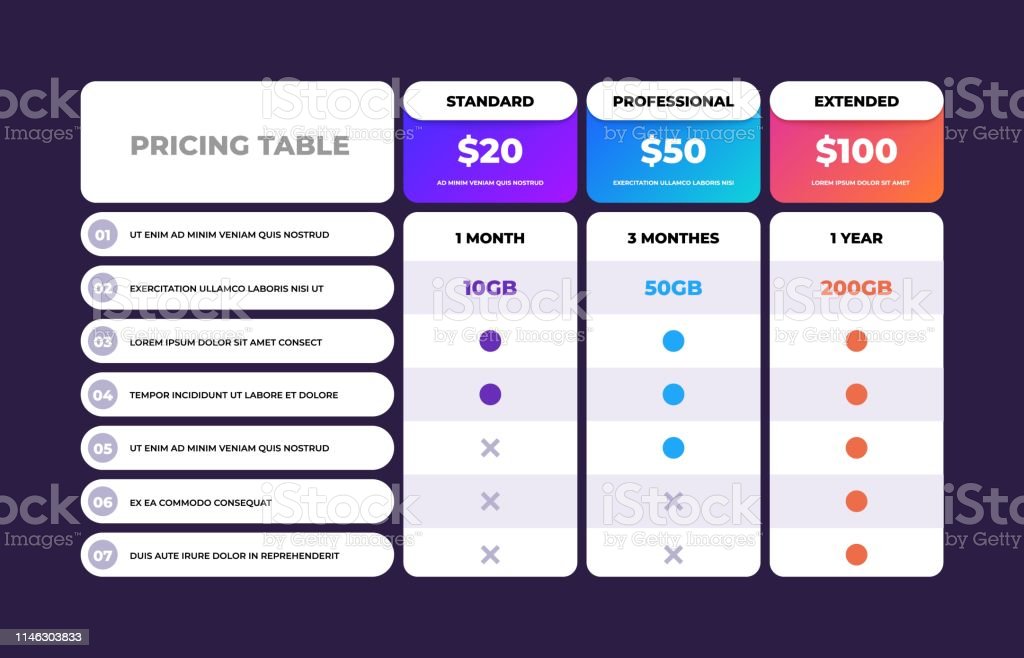 PRICING TABLE
STANDARD
$20
AD MINIM VENIAM QUIS NOSTRUD
PROFESSIONAL
$50
EXERCITATION ULLAMCO LABORIS NISI
EXTENDED
$100
LOREM IPSUM DOLOR SIT AMET
01 UT ENIM AD MINIM VENIAM QUIS NOSTRUD
1 MONTH
3 MONTHES
1 YEAR
02 EXERCITATION ULLAMCO LABORIS NISI UT
10GB
50GB
200GB
03 LOREM IPSUM DOLOR SIT AMET CONSECT
04 TEMPOR INCIDIDUNT UT LABORE ET DOLORE
05 UT ENIM AD MINIM VENIAM QUIS NOSTRUD
06 EX EA COMMODO CONSEQUAT
07 DUIS AUTE IRURE DOLOR IN REPREHENDERIT
iStock
by Getty Images™
1146303833